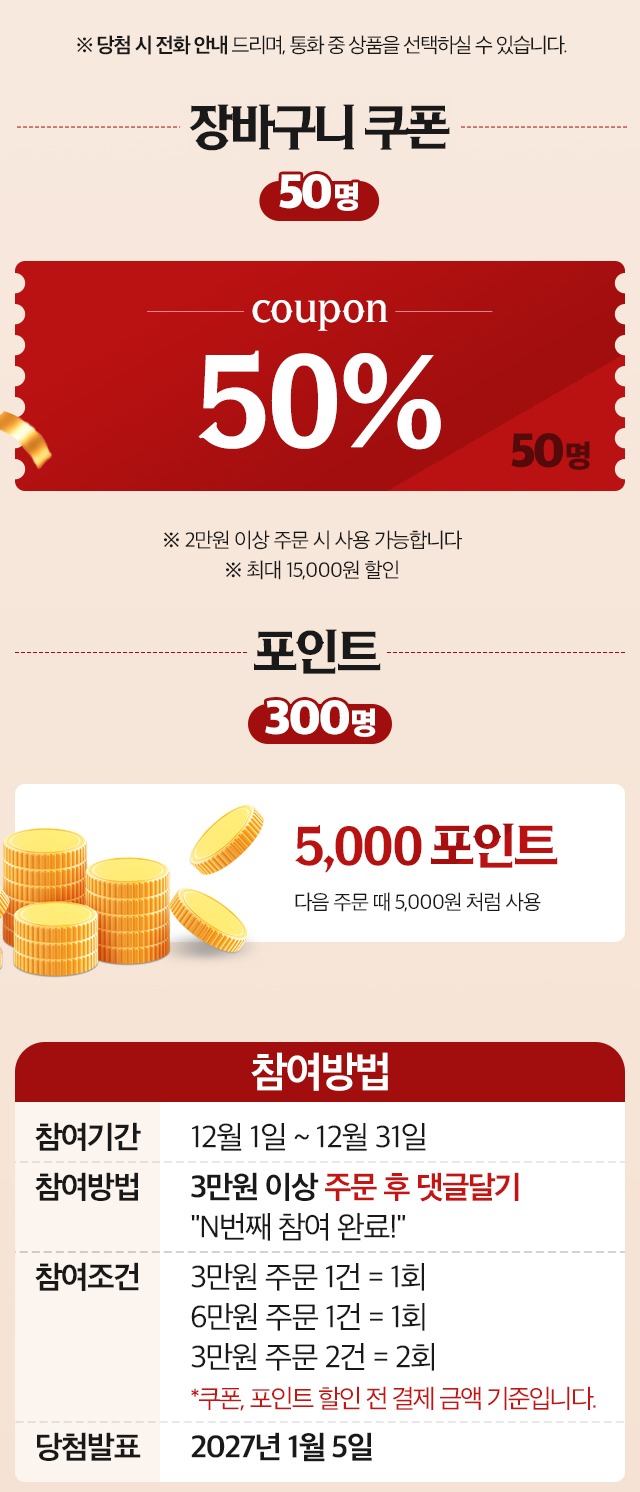 ※ 당첨 시 전화 안내 드리며, 통화 중 상품을 선택하실 수 있습니다.
장바구니 쿠폰
50명
coupon
50%
50명
※ 2만원 이상 주문 시 사용 가능합니다
※ 최대 15,000원 할인
포인트
300명
5,000 포인트
다음 주문 때 5,000원 처럼 사용
참여방법
참여기간 12월 1일 ~ 12월 31일
참여방법 3만원 이상 주문 후 댓글달기
"N번째 참여 완료!"
참여조건 3만원 주문 1건 = 1회
6만원 주문 1건 = 1회
3만원 주문 2건 = 2회
*쿠폰, 포인트 할인 전 결제 금액 기준입니다.
당첨발표 2027년 1월 5일